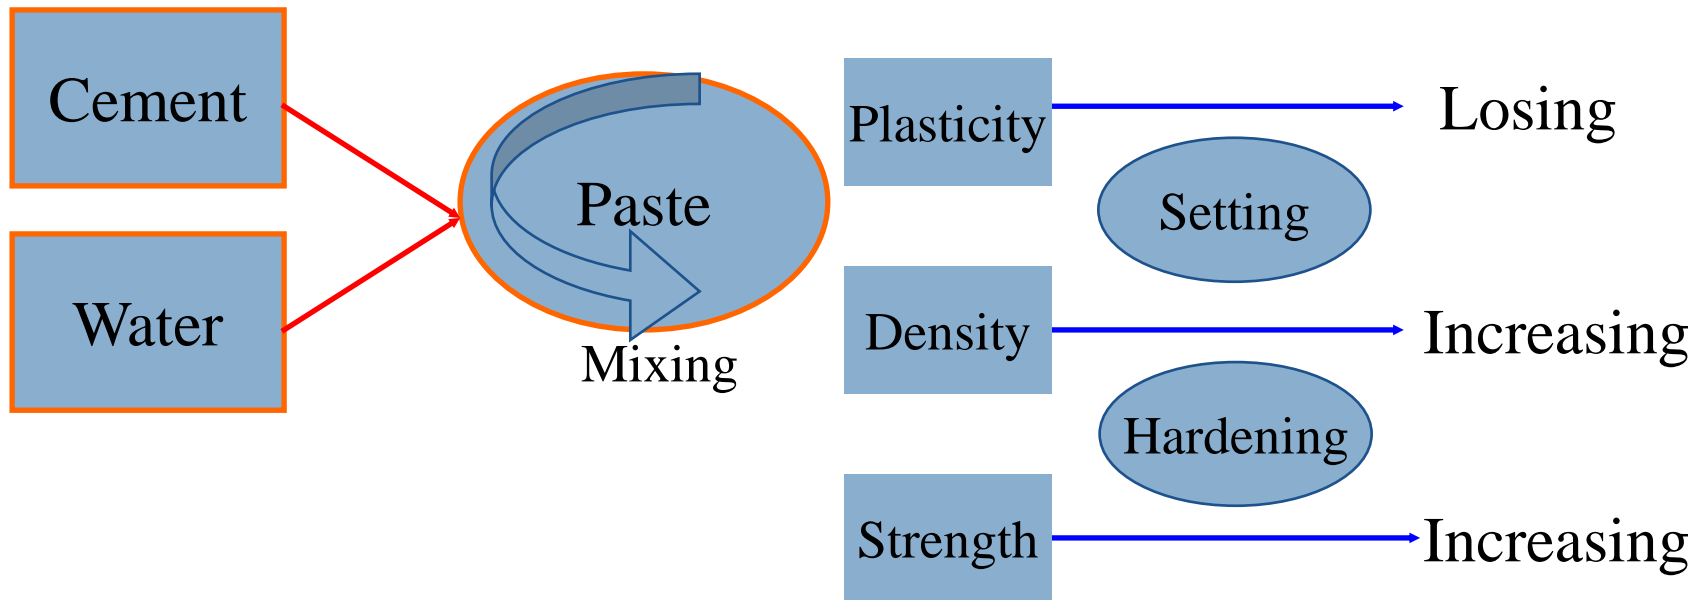 Cement
Water
Paste
Mixing
Plasticity
Losing
Setting
Density
Increasing
Hardening
Strength
Increasing